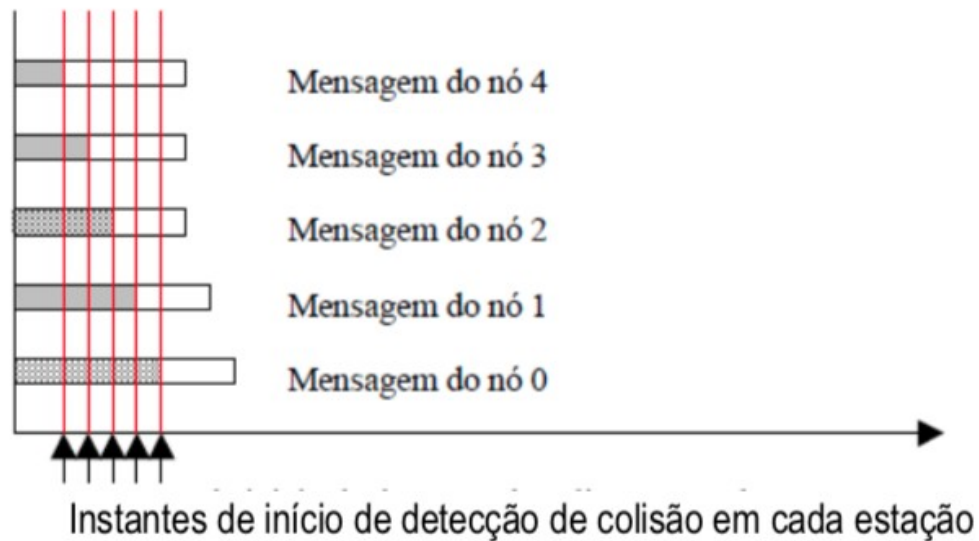 Mensagem do nó 4
Mensagem do nó 3
Mensagem do nó 2
Mensagem do nó 1
Mensagem do nó 0
Instantes de início de detecção de colisão em cada estação